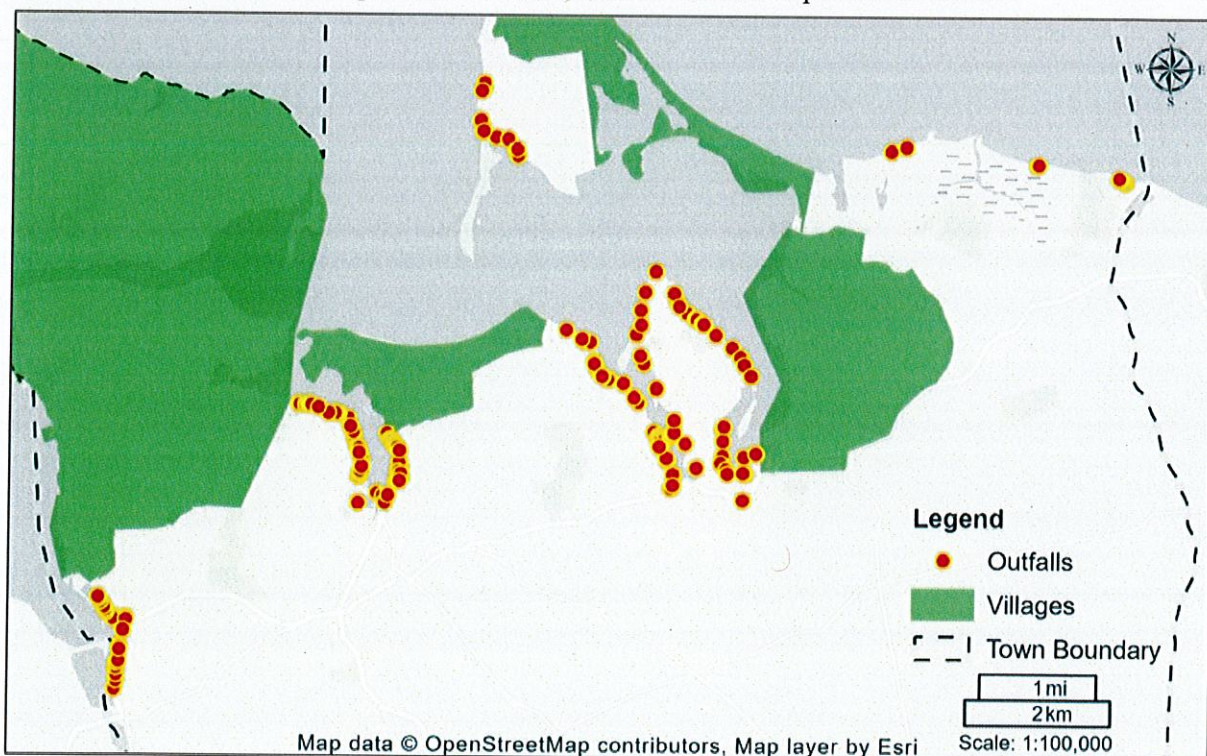 N
W E
S
Legend
Outfalls
Villages
Town Boundary
1 mi
2 km
Map data © OpenStreetMap contributors, Map layer by Esri
Scale: 1:100,000